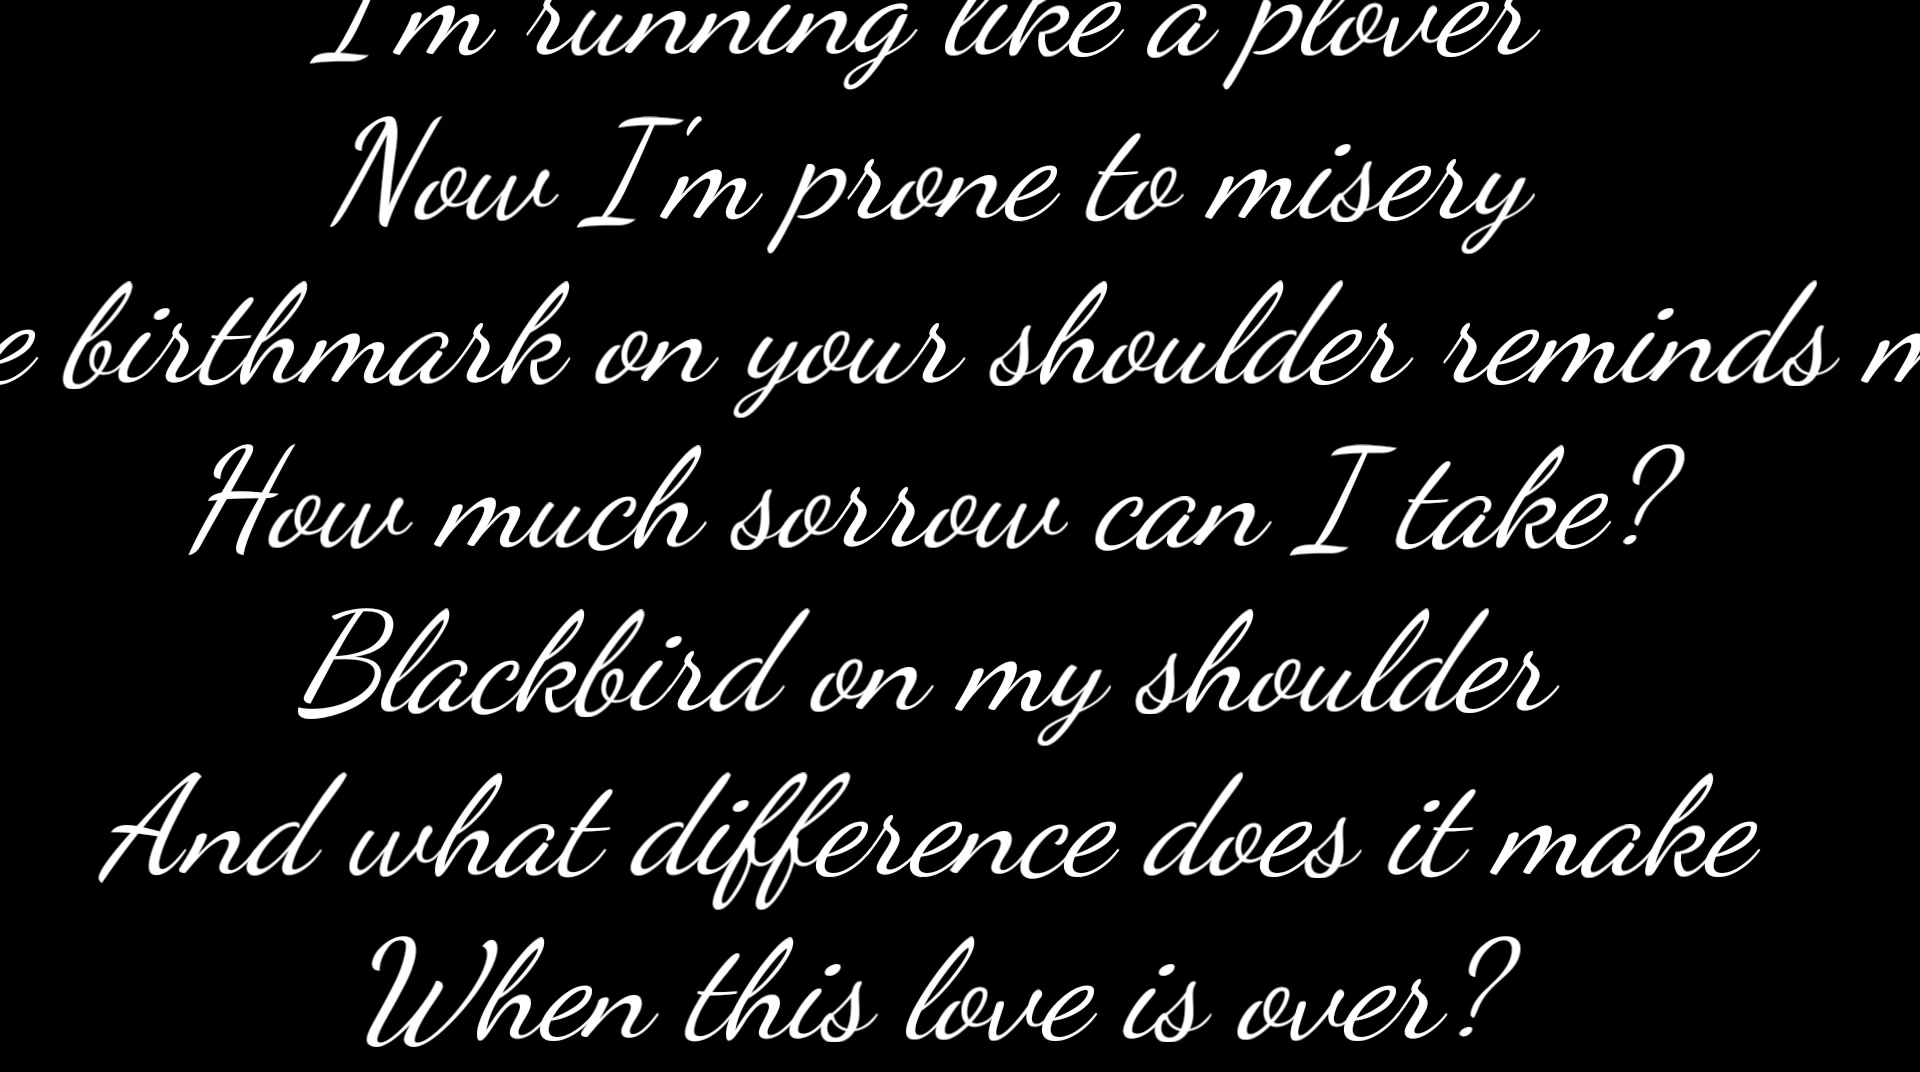 I'm running like a plover
Now I'm prone to misery
e birthmark on your shoulder reminds m
How much sorrow can I take?
Blackbird on my shoulder
And what difference does it make
When this love is over?